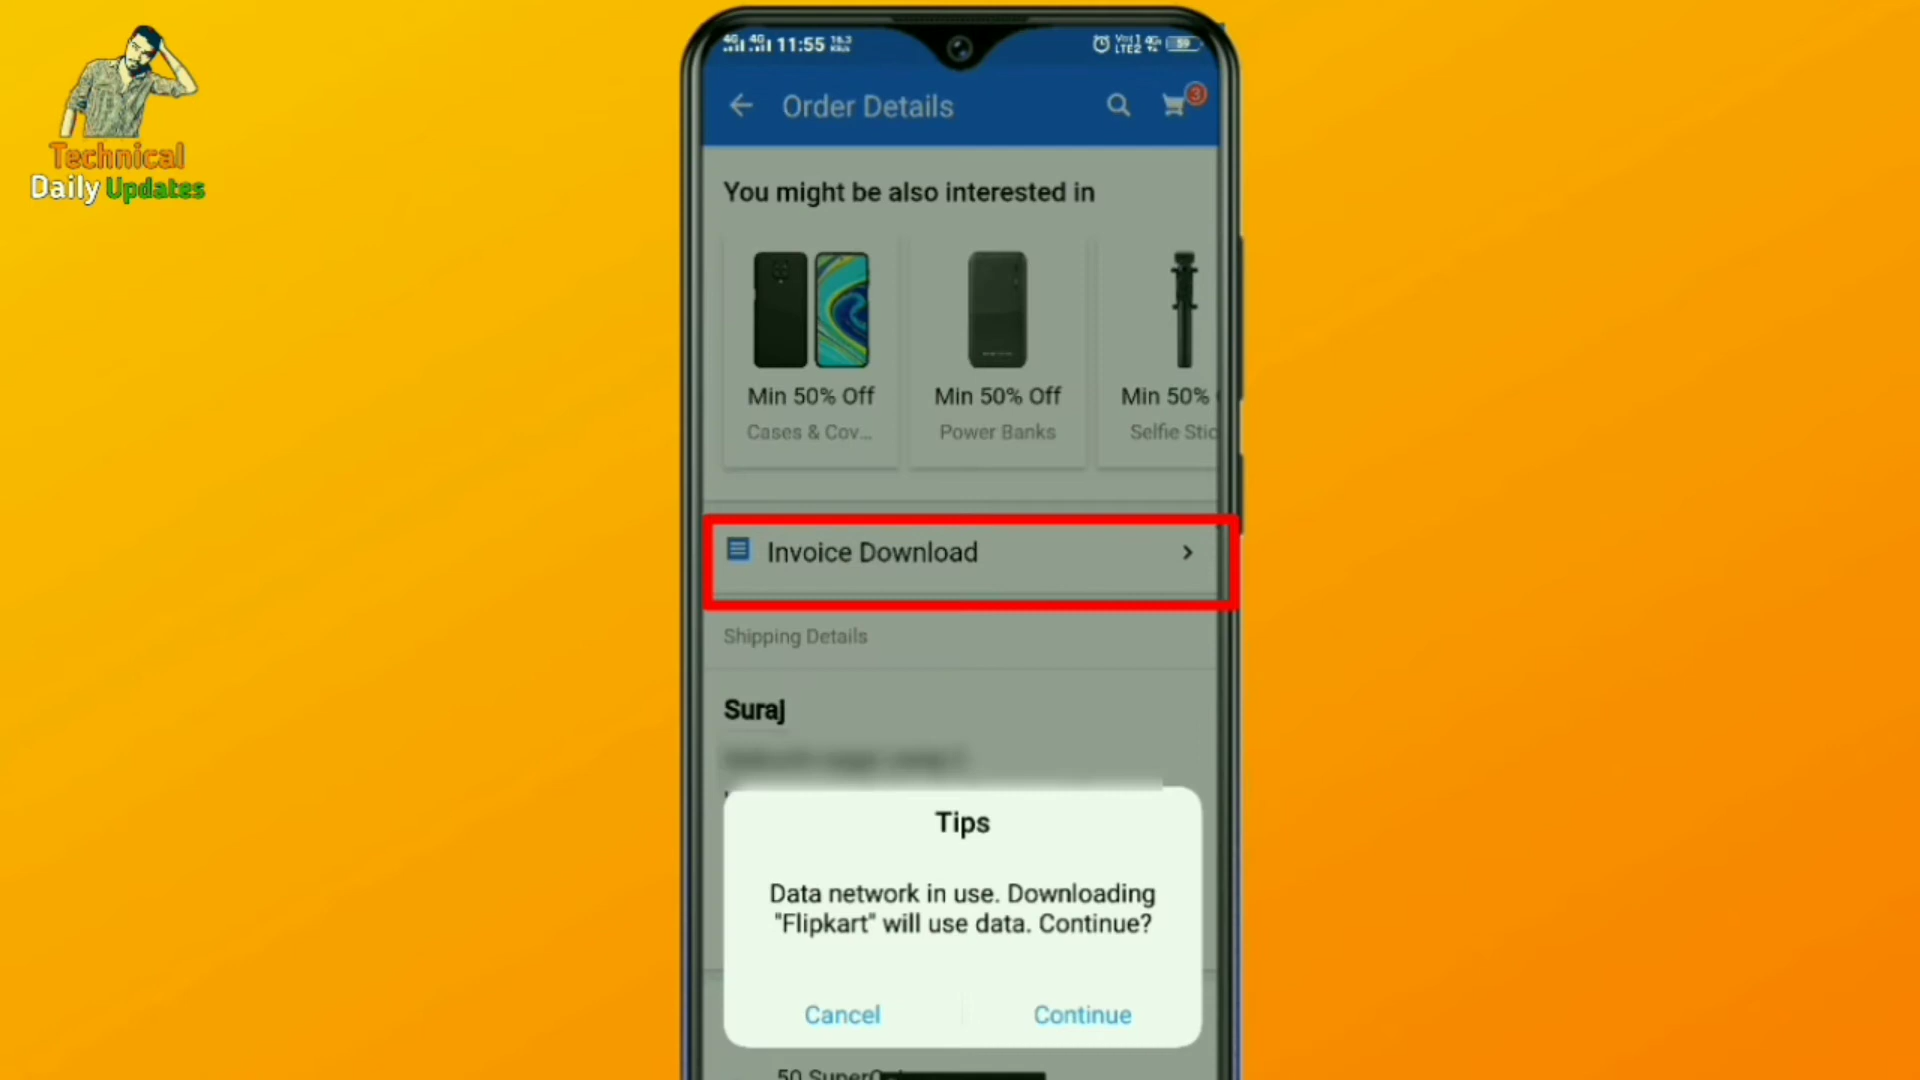 Technical
Daily Updates
11:55
59
Order Details
3
You might be also interested in
Min 50% Off
Min 50% Off
Min 50%
Cases & Cov...
Power Banks
Selfie Stic
Invoice Download
Shipping Details
Suraj
Tips
Data network in use. Downloading
"Flipkart" will use data. Continue?
Cancel
Continue